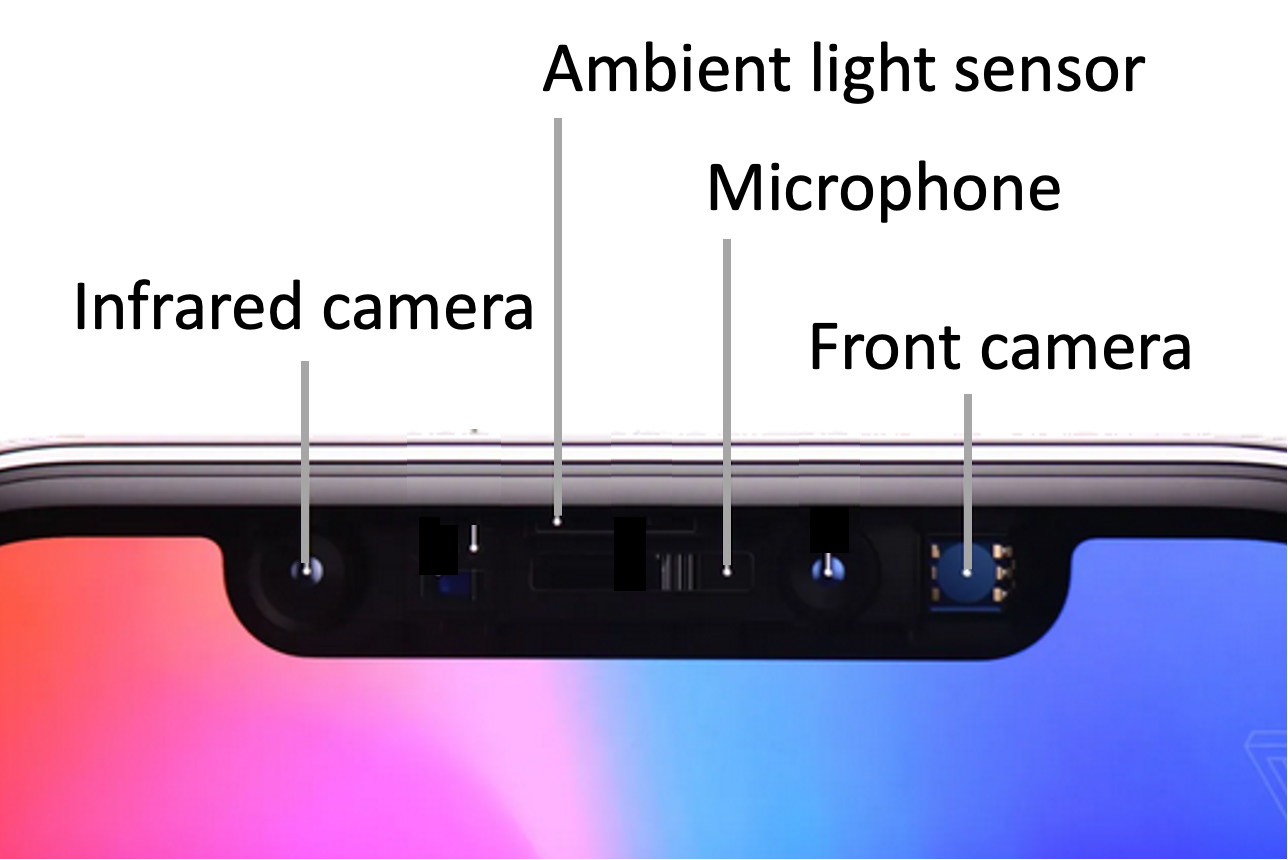 Ambient light sensor
Microphone
Infrared camera
Front camera